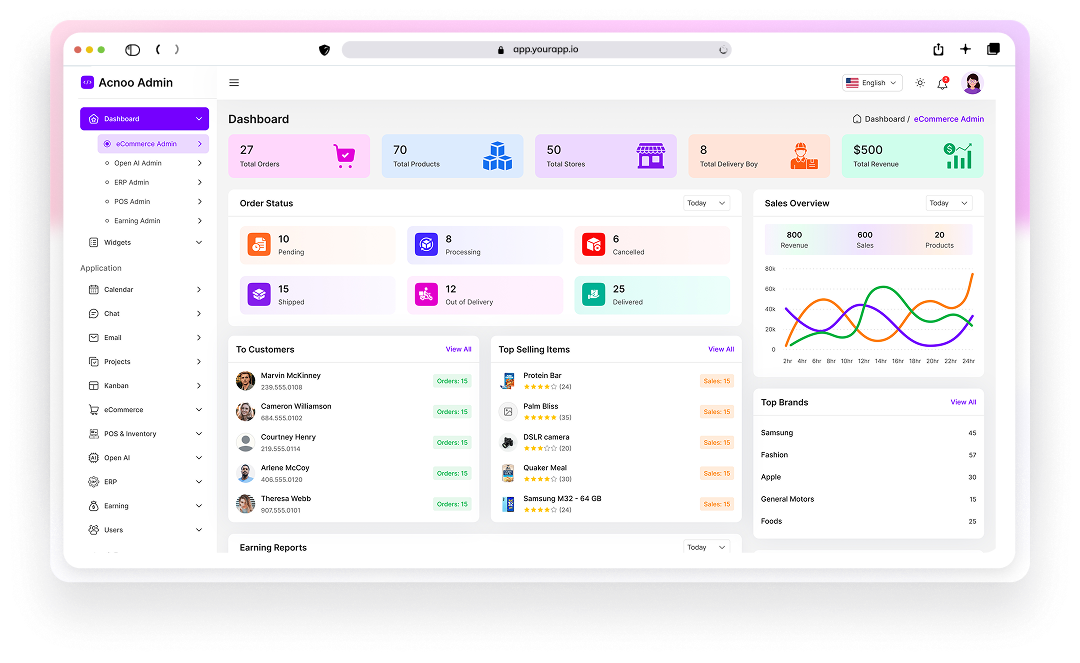 app.yourapp.io
Acnoo Admin
English
Dashboard
eCommerce Admin
Open AI Admin
ERP Admin
POS Admin
Earning Admin
Widgets
Application
Calendar
Chat
Email
Projects
Kanban
eCommerce
POS & Inventory
Open AI
ERP
Earning
Users
Dashboard
Dashboard / eCommerce Admin
27
Total Orders
70
Total Products
50
Total Stores
8
Total Delivery Boy
$500
Total Revenue
Order Status
Today
10
Pending
8
Processing
6
Cancelled
15
Shipped
12
Out of Delivery
25
Delivered
Sales Overview
Today
800
Revenue
600
Sales
20
Products
80k
60k
40k
20k
0
2hr 4hr 6hr 8hr 10hr 12hr 14hr 16hr 18hr 20hr 22hr 24hr
To Customers
View All
Marvin McKinney
239.555.0108
Orders: 15
Cameron Williamson
684.555.0102
Orders: 15
Courtney Henry
219.555.0114
Orders: 15
Arlene McCoy
406.555.0120
Orders: 15
Theresa Webb
907.555.0101
Orders: 15
Top Selling Items
View All
Protein Bar
(24)
Sales: 15
Palm Bliss
(35)
Sales: 15
DSLR camera
(20)
Sales: 15
Quaker Meal
(30)
Sales: 15
Samsung M32 - 64 GB
(24)
Sales: 15
Top Brands
View All
Samsung 45
Fashion 57
Apple 30
General Motors 15
Foods 25
Earning Reports
Today